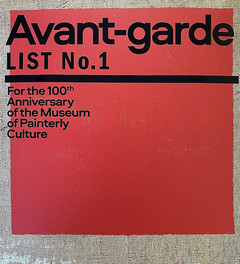 Avant-garde
LIST No.1
For the 100th
Anniversary
of the Museum
of Painterly
Culture